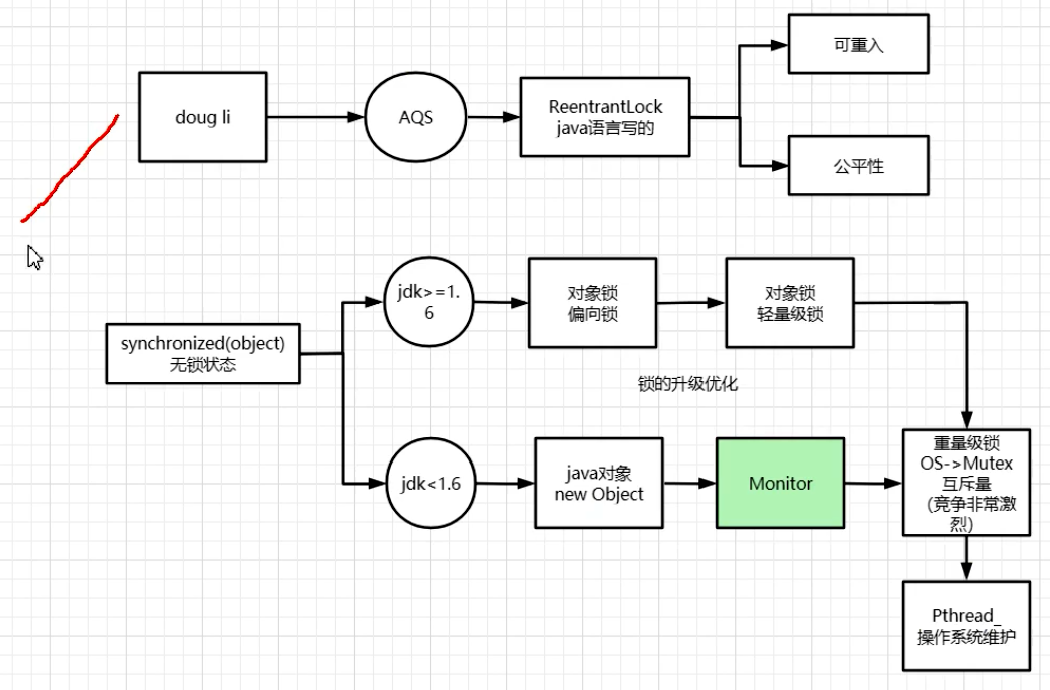 doug li
AQS
ReentrantLock
java语言写的
可重入
公平性
synchronized(object)
无锁状态
jdk>=1.
6
对象锁
偏向锁
对象锁
轻量级锁
锁的升级优化
jdk<1.6
java对象
new Object
Monitor
重量级锁
OS->Mutex
互斥量
(竞争非常激
烈)
Pthread_
操作系统维护